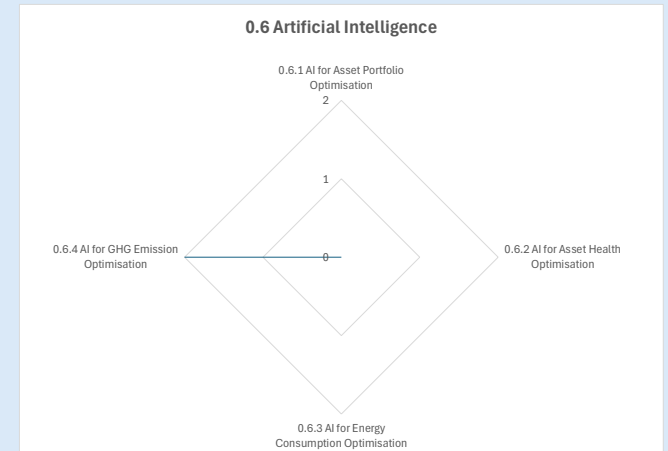 0.6 Artificial Intelligence
0.6.1 AI for Asset Portfolio
Optimisation
2
1
0.6.4 AI for GHG Emission
Optimisation
0
0.6.2 AI for Asset Health
Optimisation
0.6.3 AI for Energy
Consumption Optimisation